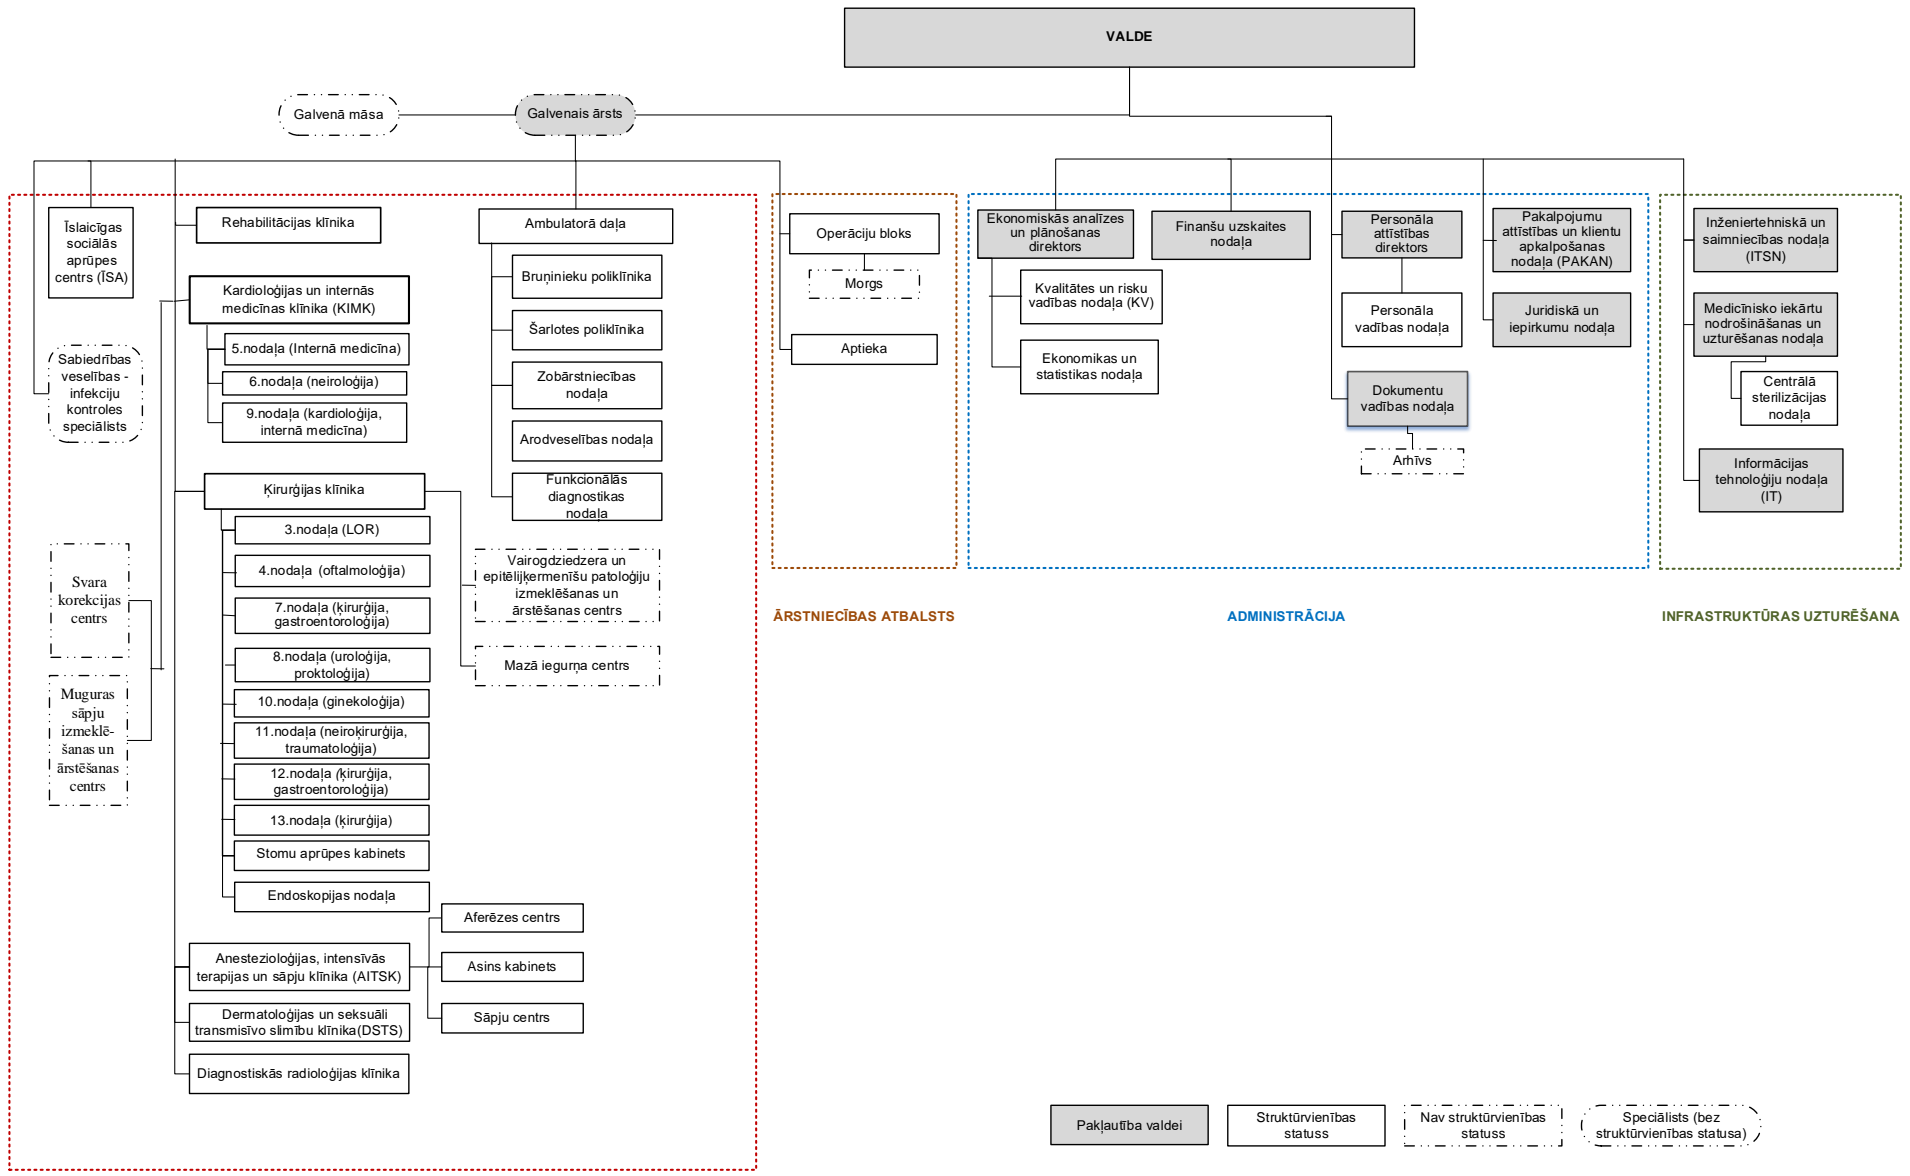 VALDE
Galvenā māsa
Galvenais ārsts
Īslaicīgas
sociālās
aprūpes
centrs (ĪSA)
Sabiedrības
veselības -
infekciju
kontroles
speciālists
Svara
korekcijas
centrs
Muguras
sāpju
izmeklē-
šanas un
ārstēšanas
centrs
Rehabilitācijas klīnika
Kardioloģijas un internās
medicīnas klīnika (KIMK)
5.nodaļa (Internā medicīna)
6.nodaļa (neiroloģija)
9.nodaļa (kardioloģija,
internā medicīna)
Ķirurģijas klīnika
3.nodaļa (LOR)
4.nodaļa (oftalmoloģija)
7.nodaļa (ķirurģija,
gastroentoroloģija)
8.nodaļa (uroloģija,
proktoloģija)
10.nodaļa (ginekoloģija)
11.nodaļa (neiroķirurģija,
traumatoloģija)
12.nodaļa (ķirurģija,
gastroentoroloģija)
13.nodaļa (ķirurģija)
Stomu aprūpes kabinets
Endoskopijas nodaļa
Anestezioloģijas, intensīvās
terapijas un sāpju klīnika (AITSK)
Aferēzes centrs
Asins kabinets
Sāpju centrs
Dermatoloģijas un seksuāli
transmisīvo slimību klīnika(DSTS)
Diagnostiskās radioloģijas klīnika
Ambulatorā daļa
Bruņinieku poliklīnika
Šarlotes poliklīnika
Zobārstniecības
nodaļa
Arodveselības nodaļa
Funkcionālās
diagnostikas
nodaļa
Vairogdziedzera un
epitēlijķermenīšu patoloģiju
izmeklēšanas un
ārstēšanas centrs
Mazā iegurņa centrs
Operāciju bloks
Morgs
Aptieka
ĀRSTNIECĪBAS ATBALSTS
Ekonomiskās analīzes
un plānošanas
direktors
Kvalitātes un risku
vadības nodaļa (KV)
Ekonomikas un
statistikas nodaļa
Finanšu uzskaites
nodaļa
Personāla
attīstības
direktors
Personāla
vadības nodaļa
Dokumentu
vadības nodaļa
Arhīvs
Pakalpojumu
attīstības un klientu
apkalpošanas
nodaļa (PAKAN)
Juridiskā un
iepirkumu nodaļa
ADMINISTRĀCIJA
Inženiertehniskā un
saimniecības nodaļa
(ITSN)
Medicīnisko iekārtu
nodrošināšanas un
uzturēšanas nodaļa
Centrālā
sterilizācijas
nodaļa
Informācijas
tehnoloģiju nodaļa
(IT)
INFRASTRUKTŪRAS UZTURĒŠANA
Pakļautība valdei
Struktūrvienības
statuss
Nav struktūrvienības
statuss
Speciālists (bez
struktūrvienības statusa)